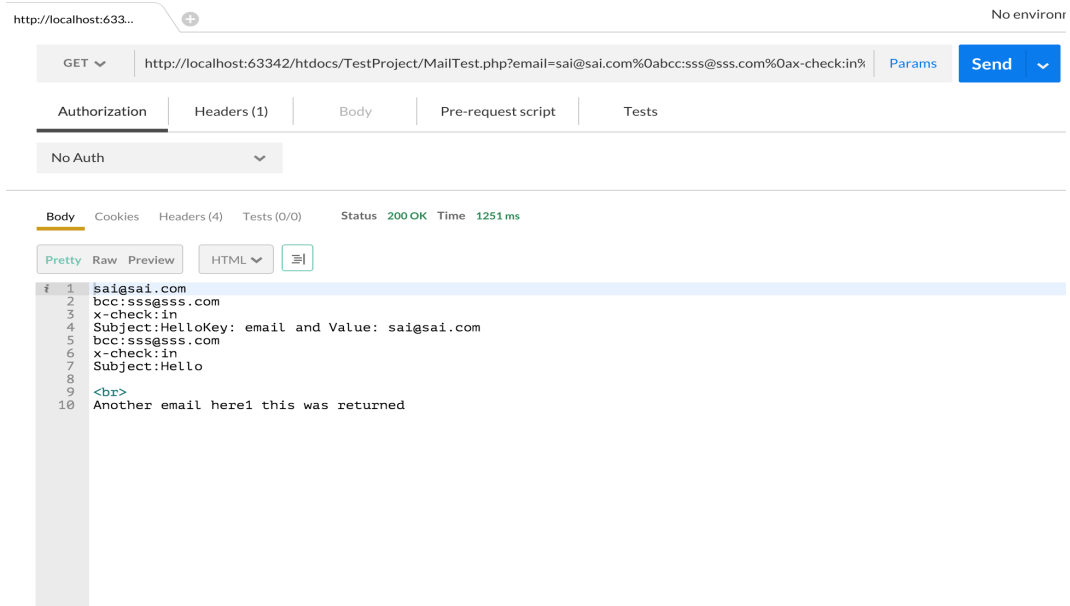 http://localhost:633...
No environm
GET http://localhost:63342/htdocs/TestProject/MailTest.php?email=sai@sai.com%0abcc:sss@sss.com%0ax-check:in% Params Send
Authorization Headers (1) Body Pre-request script Tests
No Auth
Body Cookies Headers (4) Tests (0/0) Status 200 OK Time 1251 ms
Pretty Raw Preview HTML
i 1 sai@sai.com
2 bcc:sss@sss.com
3 x-check:in
4 Subject:HelloKey: email and Value: sai@sai.com
5 bcc:sss@sss.com
6 x-check:in
7 Subject:Hello
8
9 <br>
10 Another email here1 this was returned